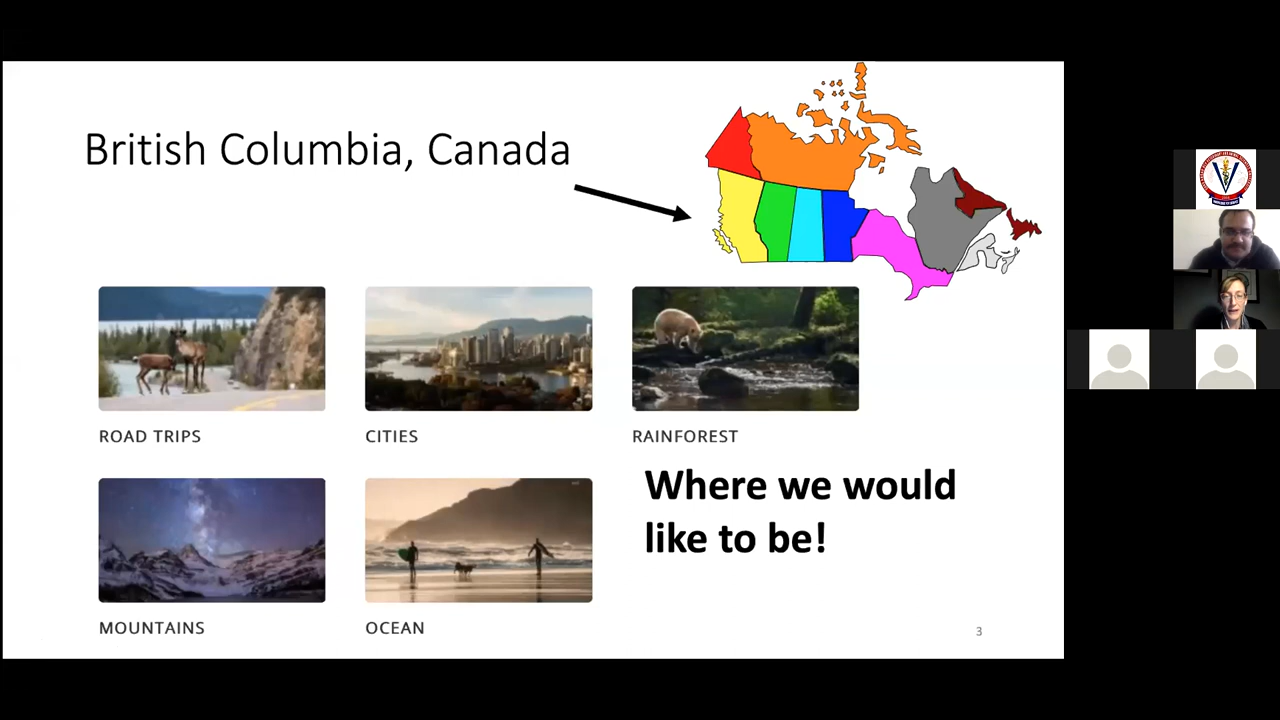 British Columbia, Canada
ROAD TRIPS
CITIES
RAINFOREST
Where we would
like to be!
MOUNTAINS
OCEAN
3